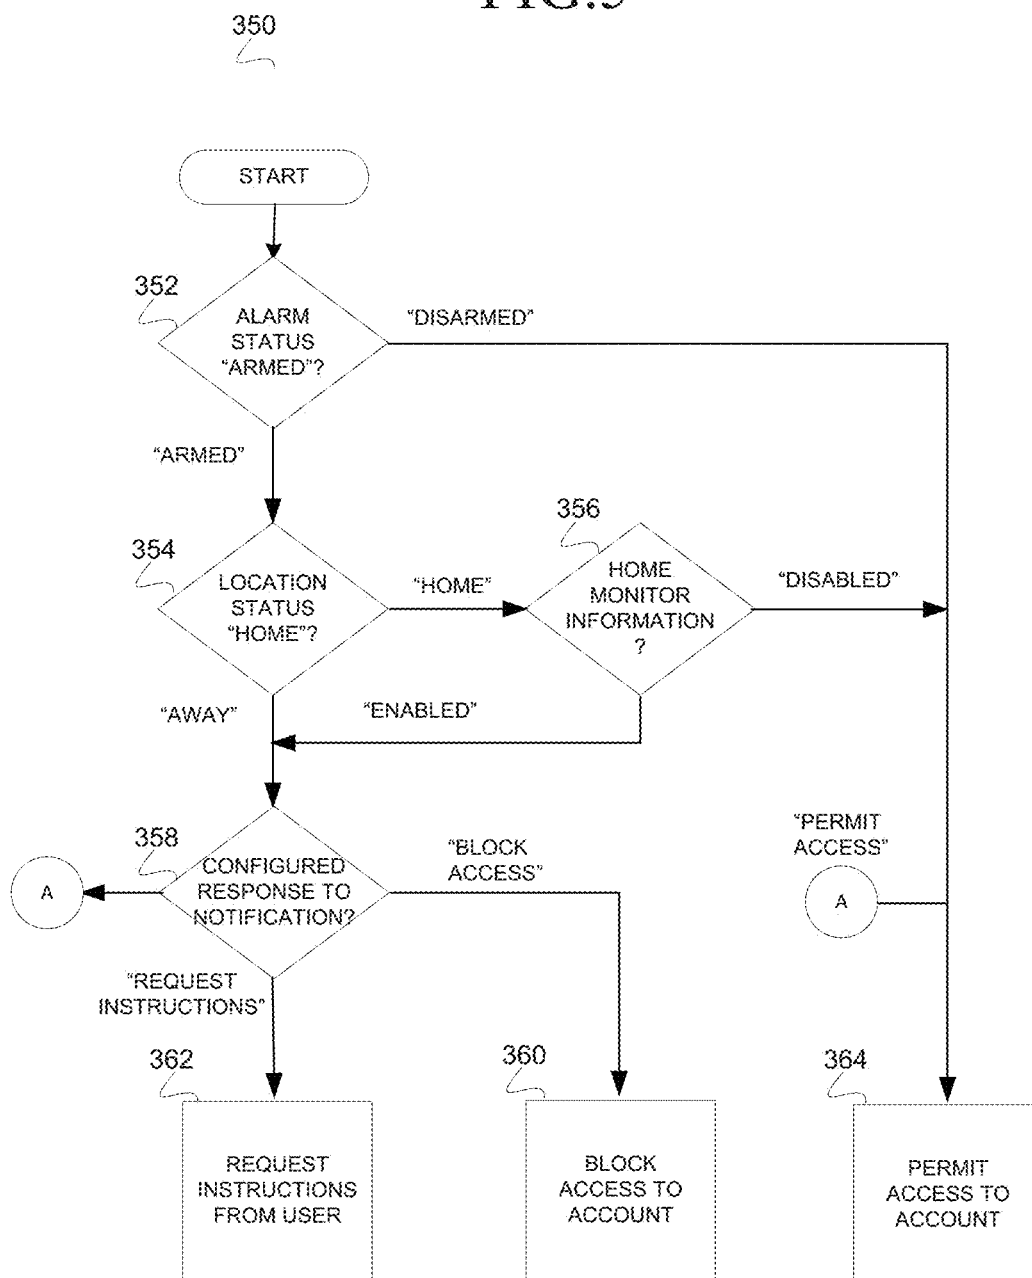 350
START
352
ALARM
STATUS
“ARMED”?
“DISARMED”
“ARMED”
354
LOCATION
STATUS
“HOME”?
“HOME”
356
HOME
MONITOR
INFORMATION
?
“DISABLED”
“AWAY”
“ENABLED”
358
CONFIGURED
RESPONSE TO
NOTIFICATION?
A
“BLOCK
ACCESS”
“PERMIT
ACCESS”
A
“REQUEST
INSTRUCTIONS”
362
REQUEST
INSTRUCTIONS
FROM USER
360
BLOCK
ACCESS TO
ACCOUNT
364
PERMIT
ACCESS TO
ACCOUNT